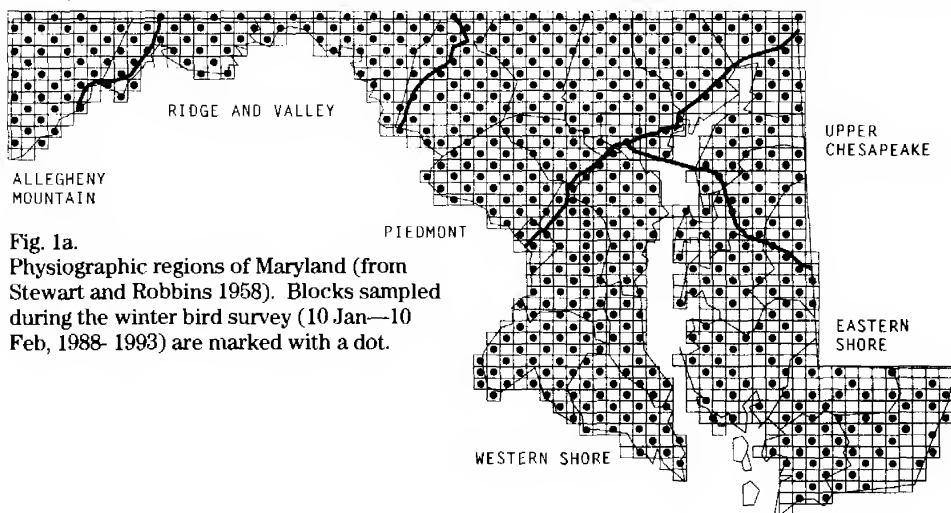 RIDGE AND VALLEY
UPPER
CHESAPEAKE
ALLEGHENY
MOUNTAIN
PIEDMONT
Fig. 1a.
Physiographic regions of Maryland (from
Stewart and Robbins 1958). Blocks sampled
during the winter bird survey (10 Jan—10
Feb, 1988- 1993) are marked with a dot.
EASTERN
SHORE
WESTERN SHORE